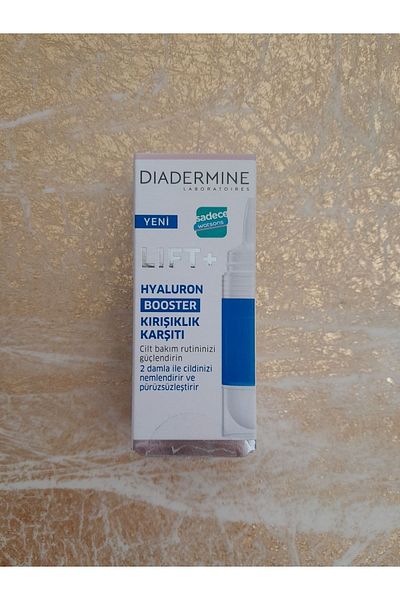 DIADERMINE
LABORATOIRES
YENİ
sadece
watsons
LIFT+
HYALURON
BOOSTER
KIRIŞIKLIK
KARŞITI
Cilt bakım rutininizi
güçlendirin
2 damla ile cildinizi
nemlendirir ve
pürüzsüzleştirir